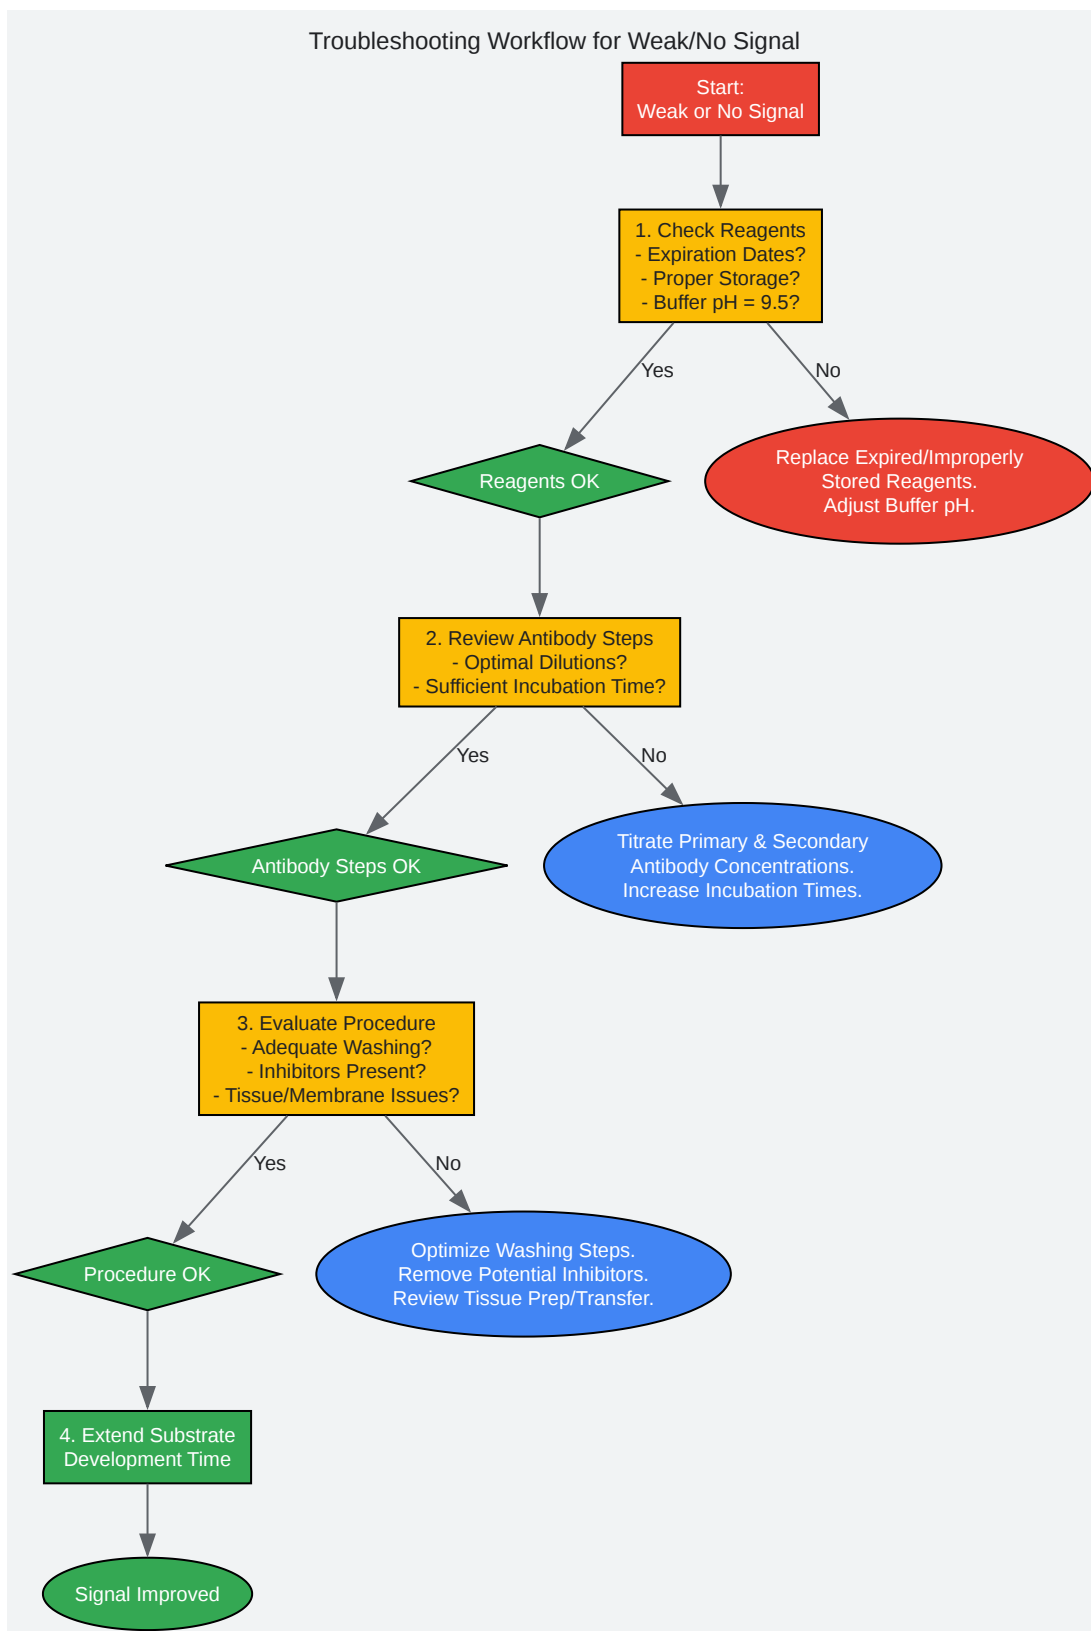 Troubleshooting Workflow for Weak/No Signal
Start:
Weak or No Signal
1. Check Reagents
- Expiration Dates?
- Proper Storage?
- Buffer pH = 9.5?
Yes
No
Reagents OK
Replace Expired/Improperly
Stored Reagents.
Adjust Buffer pH.
2. Review Antibody Steps
- Optimal Dilutions?
- Sufficient Incubation Time?
Yes
No
Antibody Steps OK
Titrate Primary & Secondary
Antibody Concentrations.
Increase Incubation Times.
3. Evaluate Procedure
- Adequate Washing?
- Inhibitors Present?
- Tissue/Membrane Issues?
Yes
No
Procedure OK
Optimize Washing Steps.
Remove Potential Inhibitors.
Review Tissue Prep/Transfer.
4. Extend Substrate
Development Time
Signal Improved